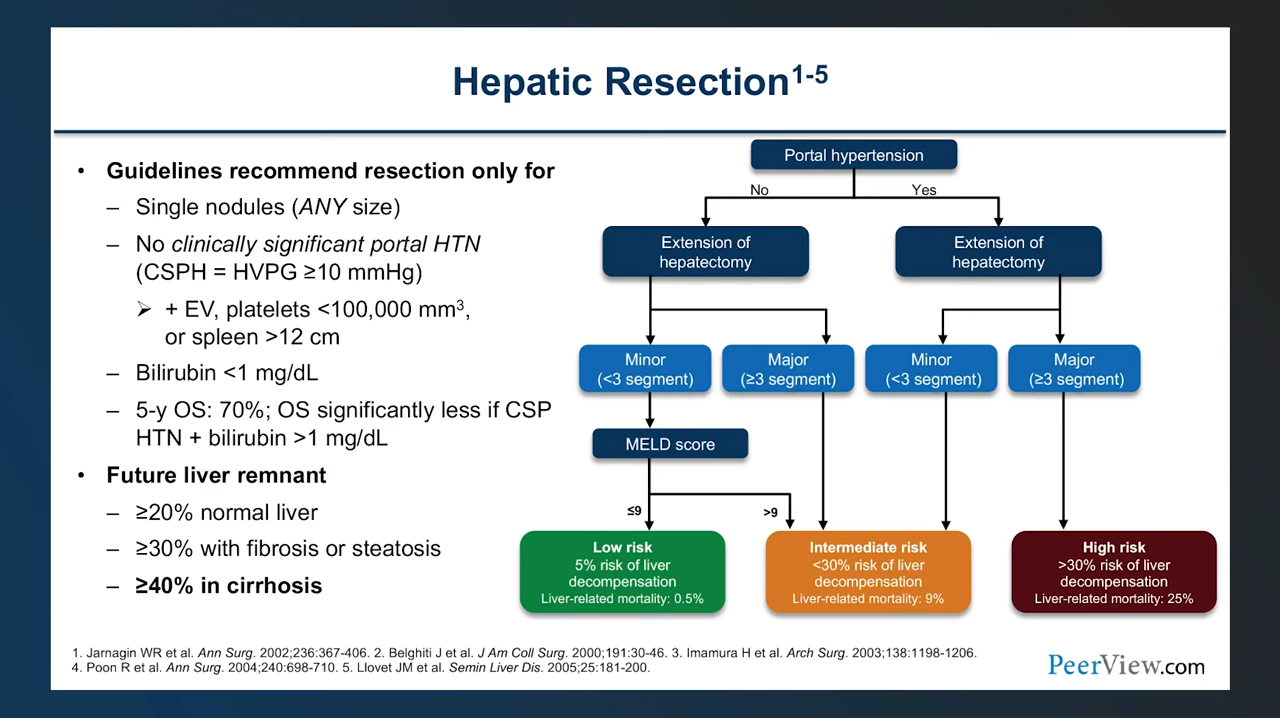 Hepatic Resection1-5
• Guidelines recommend resection only for
– Single nodules (ANY size)
– No clinically significant portal HTN
(CSPH = HVPG ≥10 mmHg)
➢ + EV, platelets <100,000 mm³,
or spleen >12 cm
– Bilirubin <1 mg/dL
– 5-y OS: 70%; OS significantly less if CSP
HTN + bilirubin >1 mg/dL
• Future liver remnant
– ≥20% normal liver
– ≥30% with fibrosis or steatosis
– ≥40% in cirrhosis
Portal hypertension
No
Yes
Extension of
hepatectomy
Extension of
hepatectomy
Minor
(<3 segment)
Major
(≥3 segment)
Minor
(<3 segment)
Major
(≥3 segment)
MELD score
≤9
>9
Low risk
5% risk of liver
decompensation
Liver-related mortality: 0.5%
Intermediate risk
<30% risk of liver
decompensation
Liver-related mortality: 9%
High risk
>30% risk of liver
decompensation
Liver-related mortality: 25%
1. Jarnagin WR et al. Ann Surg. 2002;236:367-406. 2. Belghiti J et al. J Am Coll Surg. 2000;191:30-46. 3. Imamura H et al. Arch Surg. 2003;138:1198-1206.
4. Poon R et al. Ann Surg. 2004;240:698-710. 5. Llovet JM et al. Semin Liver Dis. 2005;25:181-200.
PeerView.com